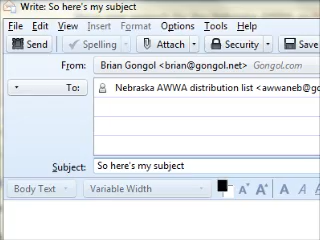 Write: So here's my subject
File Edit View Insert Format Options Tools Help
Send Spelling Attach Security Save
From: Brian Gongol <brian@gongol.net> Gongol.com
To: Nebraska AWWA distribution list <awwaneb@go
Subject: So here's my subject
Body Text Variable Width A A A A A